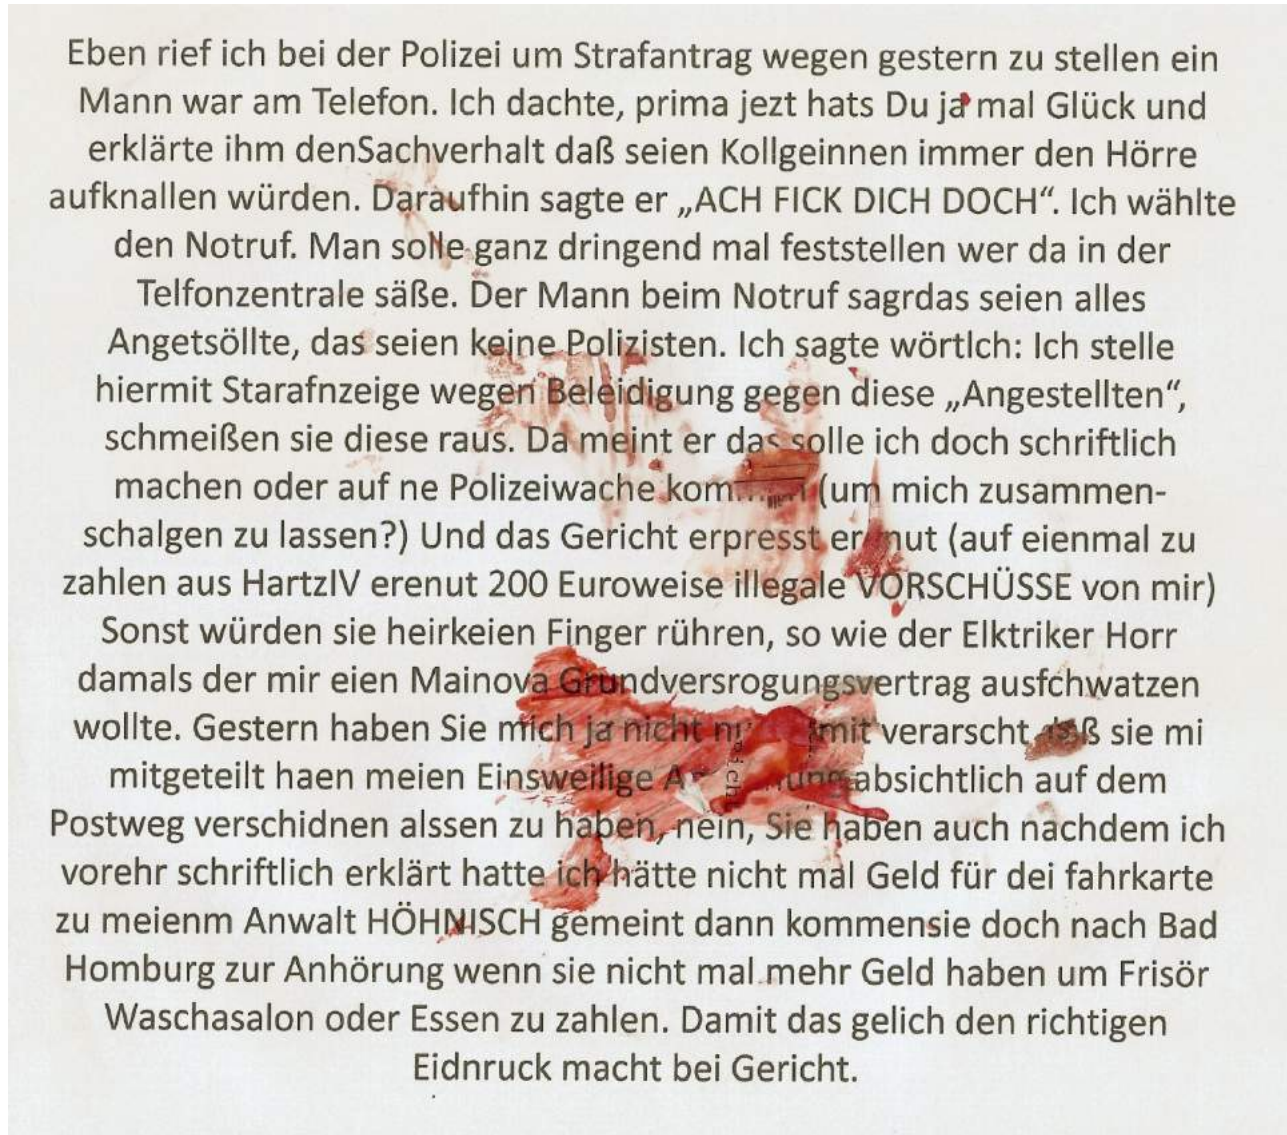 Eben rief ich bei der Polizei um Strafantrag wegen gestern zu stellen ein
Mann war am Telefon. Ich dachte, prima jezt hats Du ja mal Glück und
erklärte ihm denSachverhalt daß seien Kollgeinnen immer den Hörre
aufknallen würden. Daraufhin sagte er „ACH FICK DICH DOCH“. Ich wählte
den Notruf. Man solle ganz dringend mal feststellen wer da in der
Telfonzentrale säße. Der Mann beim Notruf sagrdas seien alles
Angetsöllte, das seien keine Polizisten. Ich sagte wörtlch: Ich stelle
hiermit Starafnzeige wegen Beleidigung gegen diese „Angestellten“,
schmeißen sie diese raus. Da meint er das solle ich doch schriftlich
machen oder auf ne Polizeiwache (um mich zusammen-
schalgen zu lassen?) Und das Gericht erpresst (auf eienmal zu
zahlen aus HartzIV erenut 200 Euroweise illegale VORSCHÜSSE von mir)
Sonst würden sie heirkeien Finger rühren, so wie der Elktriker Horr
damals der mir eien Mainova Grundversrogungsvertrag ausfchwatzen
wollte. Gestern haben Sie mich ja nicht verarscht sie mi
mitgeteilt haen meien Einsweilige absichtlich auf dem
Postweg verschidnen alssen zu haben, nein, Sie haben auch nachdem ich
vorehr schriftlich erklärt hatte ich hätte nicht mal Geld für dei fahrkarte
zu meienm Anwalt HÖHNISCH gemeint dann kommensie doch nach Bad
Homburg zur Anhörung wenn sie nicht mal mehr Geld haben um Frisör
Waschasalon oder Essen zu zahlen. Damit das gelich den richtigen
Eidnruck macht bei Gericht.